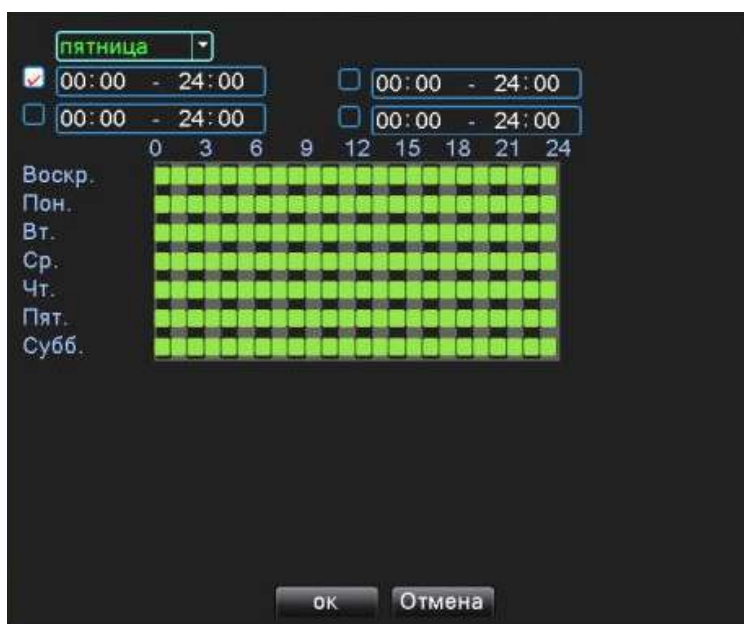 пятница
00:00 - 24:00 00:00 - 24:00
00:00 - 24:00 00:00 - 24:00
0 3 6 9 12 15 18 21 24
Воскр.
Пон.
Вт.
Ср.
Чт.
Пят.
Субб.
ок Отмена